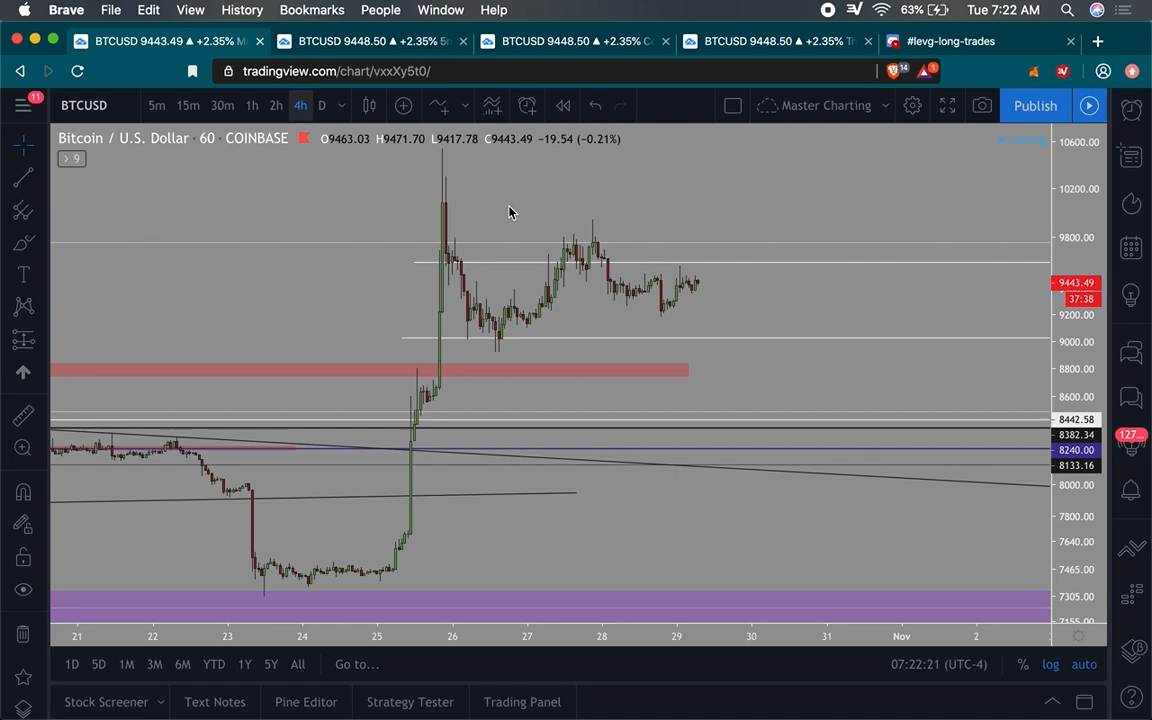 Brave File Edit View History Bookmarks People Window Help 63% Tue 7:22 AM
BTCUSD 9443.49 ▲ +2.35% M BTCUSD 9448.50 ▲ +2.35% 5m BTCUSD 9448.50 ▲ +2.35% C BTCUSD 9448.50 ▲ +2.35% Tr #levg-long-trades
tradingview.com/chart/vxxXy5t0/ 14 1
11 BTCUSD 5m 15m 30m 1h 2h 4h D Master Charting Publish
Bitcoin / U.S. Dollar · 60 · COINBASE O9463.03 H9471.70 L9417.78 C9443.49 −19.54 (−0.21%)
9
10600.00
10200.00
9800.00
9443.49
37:38
9200.00
9000.00
8800.00
8600.00
8442.58
8382.34
127...
8240.00
8133.16
8000.00
7800.00
7640.00
7465.00
7305.00
7155.00
21 22 23 24 25 26 27 28 29 30 31 Nov 2
1D 5D 1M 3M 6M YTD 1Y 5Y All Go to... 07:22:21 (UTC-4) % log auto
Stock Screener Text Notes Pine Editor Strategy Tester Trading Panel